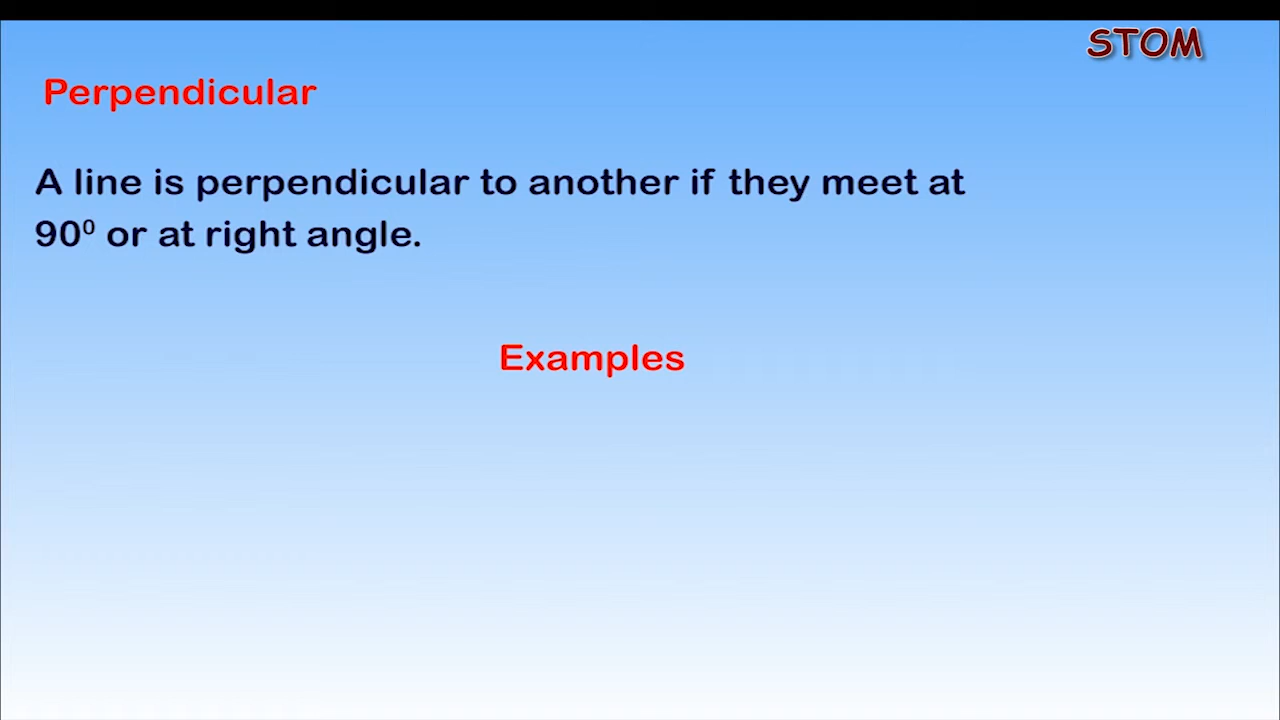 STOM
Perpendicular
A line is perpendicular to another if they meet at
90⁰ or at right angle.
Examples